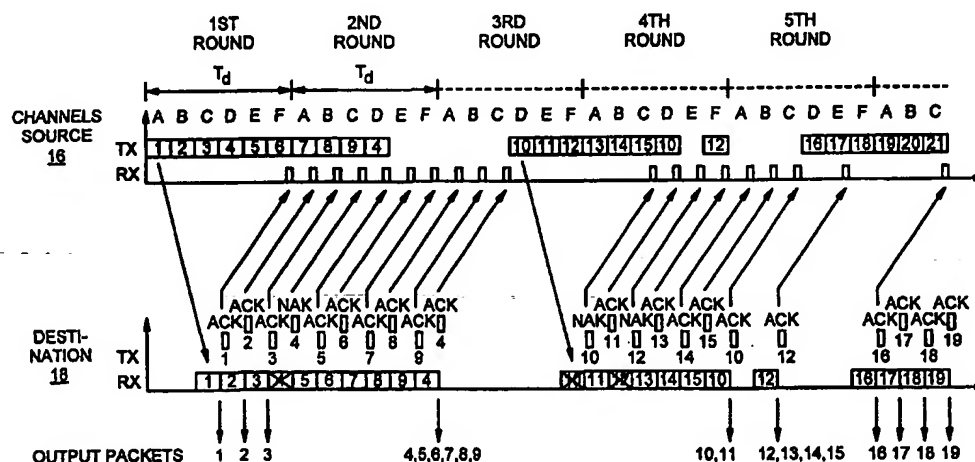 1ST 2ND 3RD 4TH 5TH
ROUND ROUND ROUND ROUND ROUND
Td Td
CHANNELS A B C D E F A B C D E F A B C D E F A B C D E F A B C D E F A B C
SOURCE
16 TX 1 2 3 4 5 6 7 8 9 4 10 11 12 13 14 15 10 12 16 17 18 19 20 21
RX
ACK NAK ACK ACK ACK ACK ACK ACK ACK ACK ACK
ACK ACK ACK ACK ACK NAK NAK ACK ACK ACK ACK ACK
2 4 6 8 4 11 13 15 17 19
DESTI-
NATION TX 1 3 5 7 9 10 12 14 10 12 16 18
18
RX 1 2 3 5 6 7 8 9 4 11 13 14 15 10 12 16 17 18 19
OUTPUT PACKETS 1 2 3 4,5,6,7,8,9 10,11 12,13,14,15 16 17 18 19